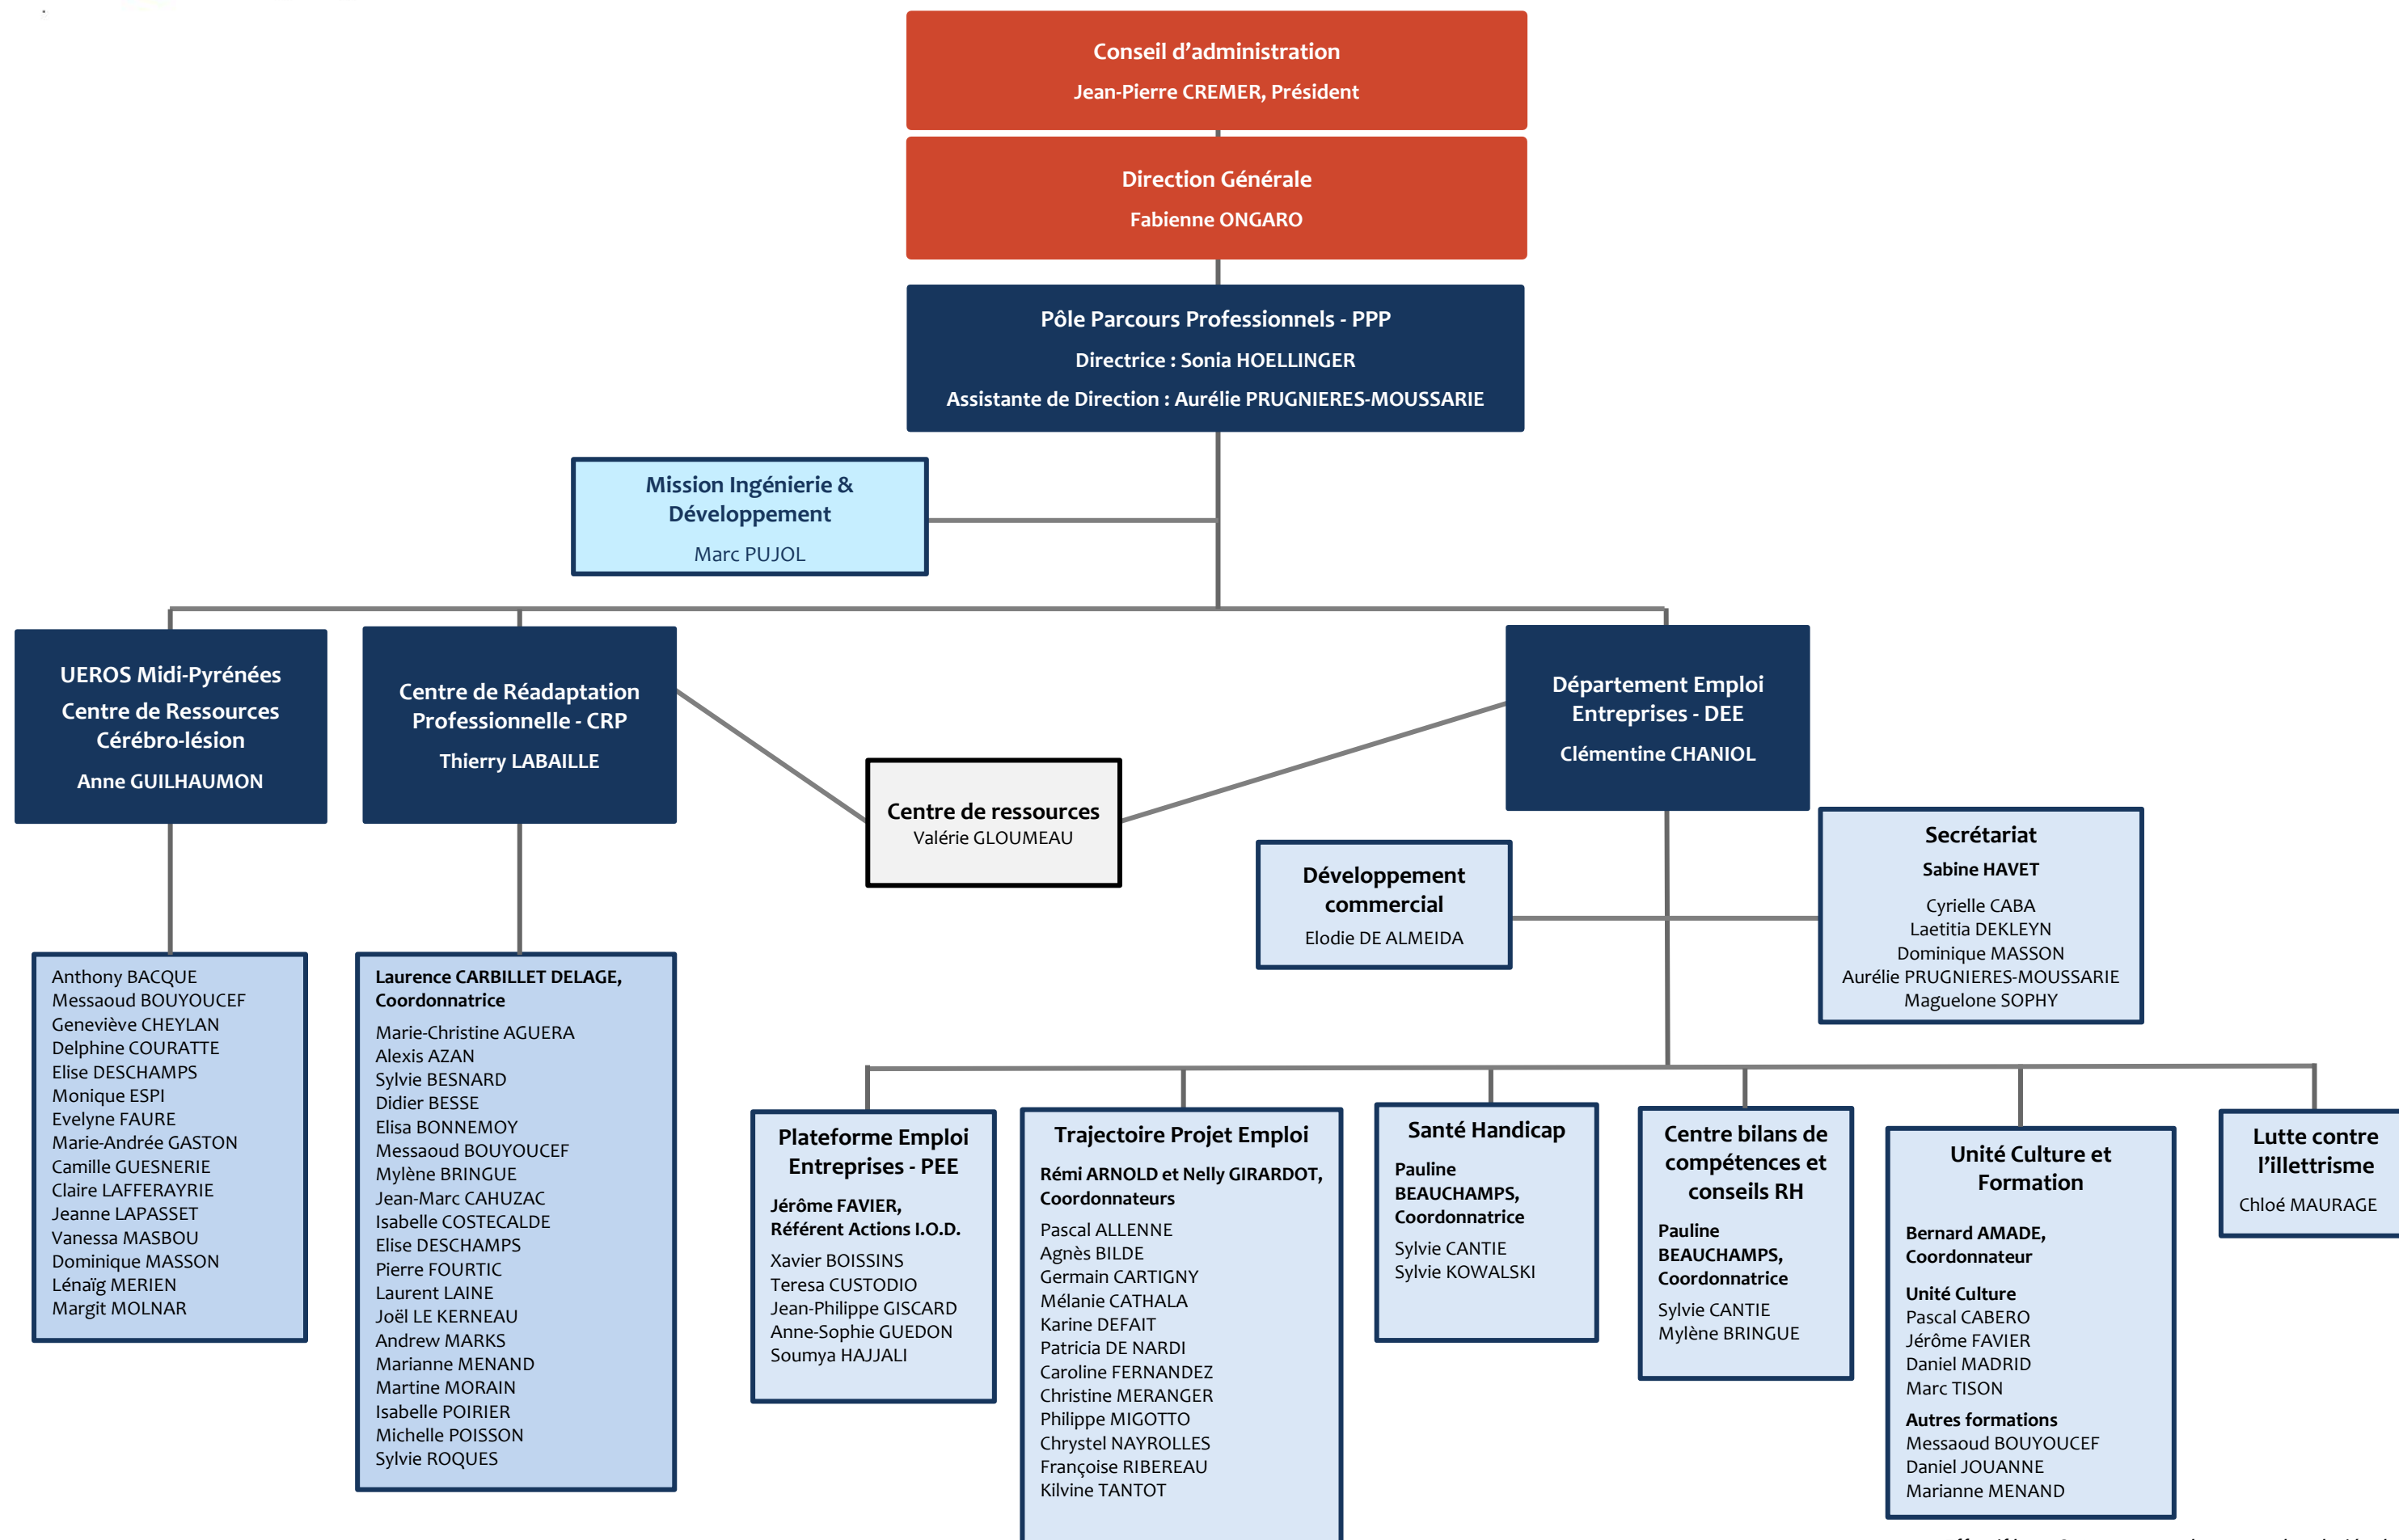 Conseil d'administration
Jean-Pierre CREMER, Président
Direction Générale
Fabienne ONGARO
Pôle Parcours Professionnels - PPP
Directrice : Sonia HOELLINGER
Assistante de Direction : Aurélie PRUGNIERES-MOUSSARIE
Mission Ingénierie &
Développement
Marc PUJOL
UEROS Midi-Pyrénées
Centre de Ressources
Cérébro-lésion
Anne GUILHAUMON
Centre de Réadaptation
Professionnelle - CRP
Thierry LABAILLE
Département Emploi
Entreprises - DEE
Clémentine CHANIOL
Centre de ressources
Valérie GLOUMEAU
Développement
commercial
Elodie DE ALMEIDA
Secrétariat
Sabine HAVET
Cyrielle CABA
Laetitia DEKLEYN
Dominique MASSON
Aurélie PRUGNIERES-MOUSSARIE
Maguelone SOPHY
Anthony BACQUE
Messaoud BOUYOUCEF
Geneviève CHEYLAN
Delphine COURATTE
Elise DESCHAMPS
Monique ESPI
Evelyne FAURE
Marie-Andrée GASTON
Camille GUESNERIE
Claire LAFFERAYRIE
Jeanne LAPASSET
Vanessa MASBOU
Dominique MASSON
Lénaïg MERIEN
Margit MOLNAR
Laurence CARBILLET DELAGE,
Coordonnatrice
Marie-Christine AGUERA
Alexis AZAN
Sylvie BESNARD
Didier BESSE
Elisa BONNEMOY
Messaoud BOUYOUCEF
Mylène BRINGUE
Jean-Marc CAHUZAC
Isabelle COSTECALDE
Elise DESCHAMPS
Pierre FOURTIC
Laurent LAINE
Joël LE KERNEAU
Andrew MARKS
Marianne MENAND
Martine MORAIN
Isabelle POIRIER
Michelle POISSON
Sylvie ROQUES
Plateforme Emploi
Entreprises - PEE
Jérôme FAVIER,
Référent Actions I.O.D.
Xavier BOISSINS
Teresa CUSTODIO
Jean-Philippe GISCARD
Anne-Sophie GUEDON
Soumya HAJJALI
Trajectoire Projet Emploi
Rémi ARNOLD et Nelly GIRARDOT,
Coordonnateurs
Pascal ALLENNE
Agnès BILDE
Germain CARTIGNY
Mélanie CATHALA
Karine DEFAIT
Patricia DE NARDI
Caroline FERNANDEZ
Christine MERANGER
Philippe MIGOTTO
Chrystel NAYROLLES
Françoise RIBEREAU
Kilvine TANTOT
Santé Handicap
Pauline
BEAUCHAMPS,
Coordonnatrice
Sylvie CANTIE
Sylvie KOWALSKI
Centre bilans de
compétences et
conseils RH
Pauline
BEAUCHAMPS,
Coordonnatrice
Sylvie CANTIE
Mylène BRINGUE
Unité Culture et
Formation
Bernard AMADE,
Coordonnateur
Unité Culture
Pascal CABERO
Jérôme FAVIER
Daniel MADRID
Marc TISON
Autres formations
Messaoud BOUYOUCEF
Daniel JOUANNE
Marianne MENAND
Lutte contre
l'illettrisme
Chloé MAURAGE